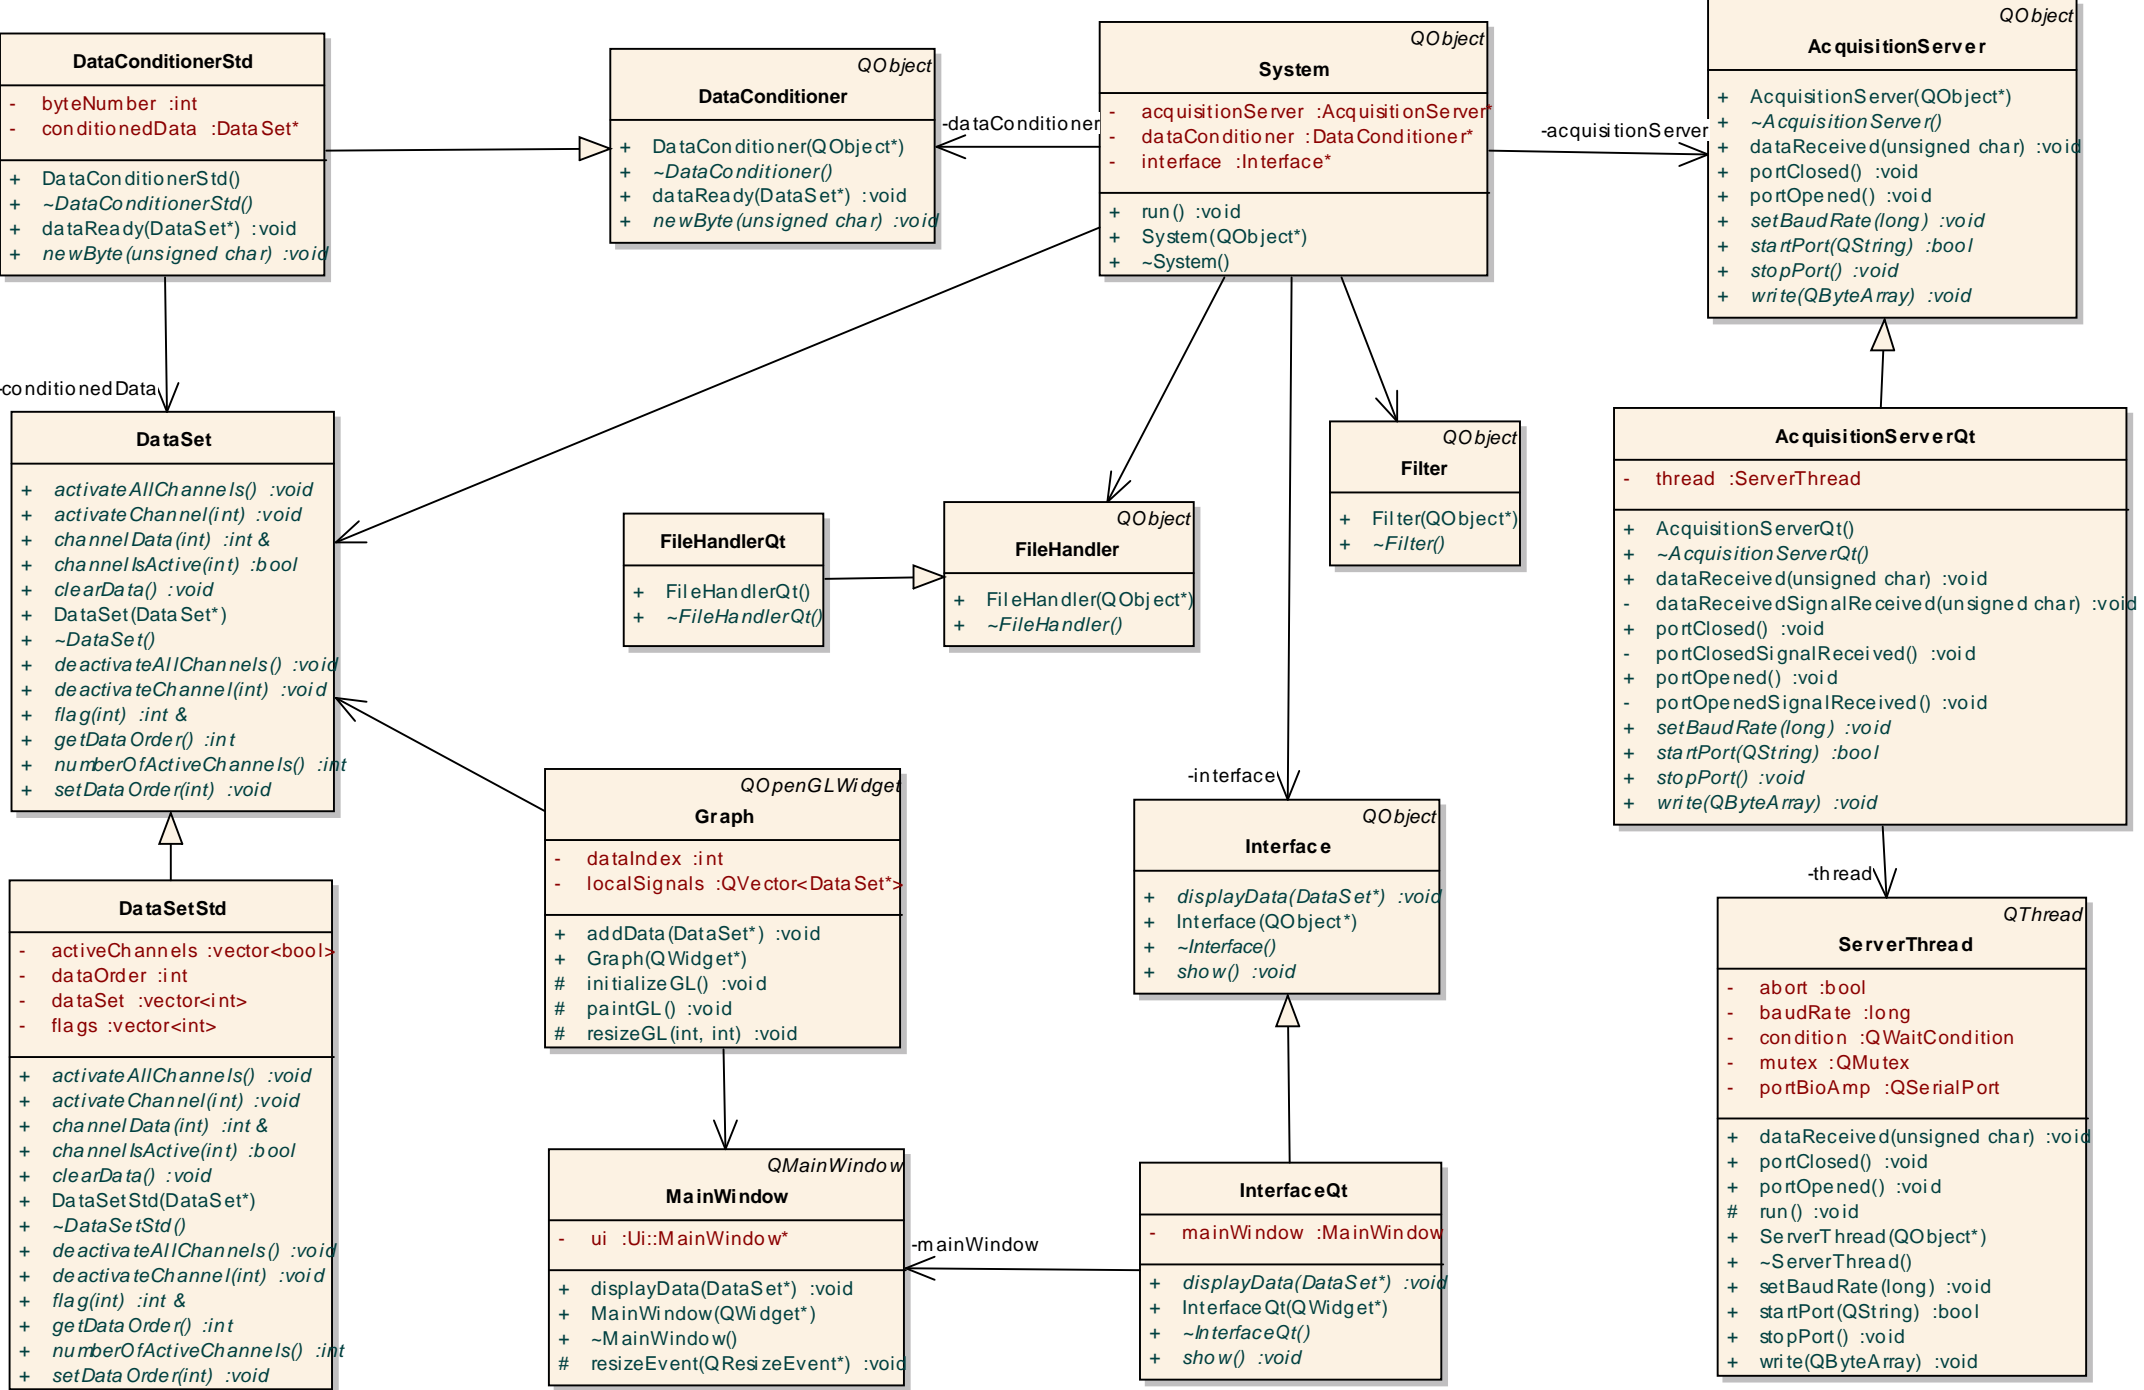 DataConditionerStd
- byteNumber :int
- conditionedData :DataSet*
+ DataConditionerStd()
+ ~DataConditionerStd()
+ dataReady(DataSet*) :void
+ newByte(unsigned char) :void
QObject
DataConditioner
+ DataConditioner(QObject*)
+ ~DataConditioner()
+ dataReady(DataSet*) :void
+ newByte(unsigned char) :void
-dataConditioner
QObject
System
- acquisitionServer :AcquisitionServer*
- dataConditioner :DataConditioner*
- interface :Interface*
+ run() :void
+ System(QObject*)
+ ~System()
-acquisitionServer
QObject
AcquisitionServer
+ AcquisitionServer(QObject*)
+ ~AcquisitionServer()
+ dataReceived(unsigned char) :void
+ portClosed() :void
+ portOpened() :void
+ setBaudRate(long) :void
+ startPort(QString) :bool
+ stopPort() :void
+ write(QByteArray) :void
-conditionedData
DataSet
+ activateAllChannels() :void
+ activateChannel(int) :void
+ channelData(int) :int &
+ channelIsActive(int) :bool
+ clearData() :void
+ DataSet(DataSet*)
+ ~DataSet()
+ deactivateAllChannels() :void
+ deactivateChannel(int) :void
+ flag(int) :int &
+ getDataOrder() :int
+ numberOfActiveChannels() :int
+ setDataOrder(int) :void
FileHandlerQt
+ FileHandlerQt()
+ ~FileHandlerQt()
QObject
FileHandler
+ FileHandler(QObject*)
+ ~FileHandler()
QObject
Filter
+ Filter(QObject*)
+ ~Filter()
AcquisitionServerQt
- thread :ServerThread
+ AcquisitionServerQt()
+ ~AcquisitionServerQt()
+ dataReceived(unsigned char) :void
- dataReceivedSignalReceived(unsigned char) :void
+ portClosed() :void
- portClosedSignalReceived() :void
+ portOpened() :void
- portOpenedSignalReceived() :void
+ setBaudRate(long) :void
+ startPort(QString) :bool
+ stopPort() :void
+ write(QByteArray) :void
QOpenGLWidget
Graph
- dataIndex :int
- localSignals :QVector<DataSet*>
+ addData(DataSet*) :void
+ Graph(QWidget*)
# initializeGL() :void
# paintGL() :void
# resizeGL(int, int) :void
-interface
QObject
Interface
+ displayData(DataSet*) :void
+ Interface(QObject*)
+ ~Interface()
+ show() :void
-thread
QThread
ServerThread
- abort :bool
- baudRate :long
- condition :QWaitCondition
- mutex :QMutex
- portBioAmp :QSerialPort
+ dataReceived(unsigned char) :void
+ portClosed() :void
+ portOpened() :void
# run() :void
+ ServerThread(QObject*)
+ ~ServerThread()
+ setBaudRate(long) :void
+ startPort(QString) :bool
+ stopPort() :void
+ write(QByteArray) :void
DataSetStd
- activeChannels :vector<bool>
- dataOrder :int
- dataSet :vector<int>
- flags :vector<int>
+ activateAllChannels() :void
+ activateChannel(int) :void
+ channelData(int) :int &
+ channelIsActive(int) :bool
+ clearData() :void
+ DataSetStd(DataSet*)
+ ~DataSetStd()
+ deactivateAllChannels() :void
+ deactivateChannel(int) :void
+ flag(int) :int &
+ getDataOrder() :int
+ numberOfActiveChannels() :int
+ setDataOrder(int) :void
QMainWindow
MainWindow
- ui :Ui::MainWindow*
+ displayData(DataSet*) :void
+ MainWindow(QWidget*)
+ ~MainWindow()
# resizeEvent(QResizeEvent*) :void
-mainWindow
InterfaceQt
- mainWindow :MainWindow
+ displayData(DataSet*) :void
+ InterfaceQt(QWidget*)
+ ~InterfaceQt()
+ show() :void